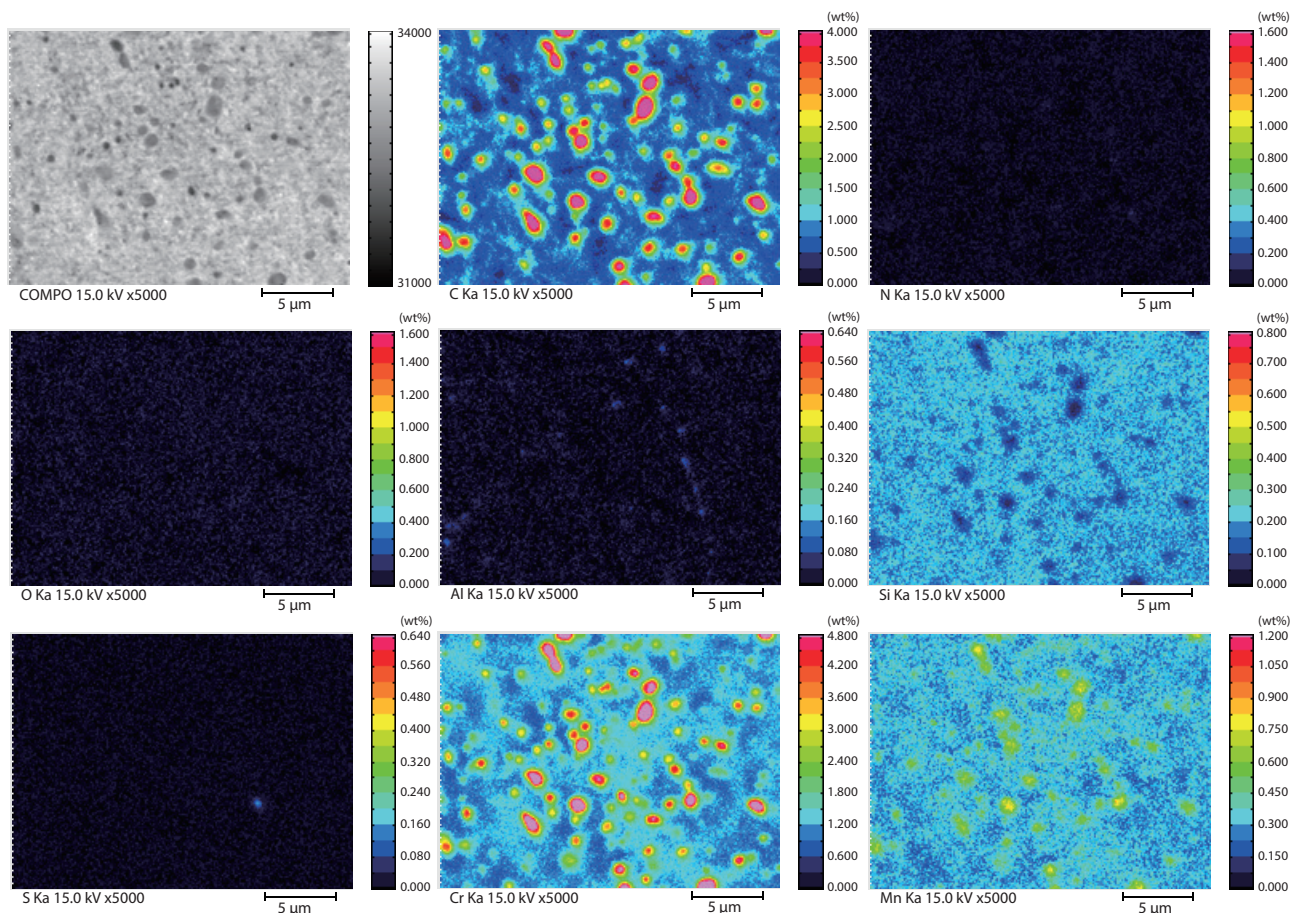 34000
31000
COMPO 15.0 kV x5000
5 µm
(wt%)
4.000
3.500
3.000
2.500
2.000
1.500
1.000
0.500
0.000
C Ka 15.0 kV x5000
5 µm
(wt%)
1.600
1.400
1.200
1.000
0.800
0.600
0.400
0.200
0.000
N Ka 15.0 kV x5000
5 µm
(wt%)
1.600
1.400
1.200
1.000
0.800
0.600
0.400
0.200
0.000
O Ka 15.0 kV x5000
5 µm
(wt%)
0.640
0.560
0.480
0.400
0.320
0.240
0.160
0.080
0.000
Al Ka 15.0 kV x5000
5 µm
(wt%)
0.800
0.700
0.600
0.500
0.400
0.300
0.200
0.100
0.000
Si Ka 15.0 kV x5000
5 µm
(wt%)
0.640
0.560
0.480
0.400
0.320
0.240
0.160
0.080
0.000
S Ka 15.0 kV x5000
5 µm
(wt%)
4.800
4.200
3.600
3.000
2.400
1.800
1.200
0.600
0.000
Cr Ka 15.0 kV x5000
5 µm
(wt%)
1.200
1.050
0.900
0.750
0.600
0.450
0.300
0.150
0.000
Mn Ka 15.0 kV x5000
5 µm